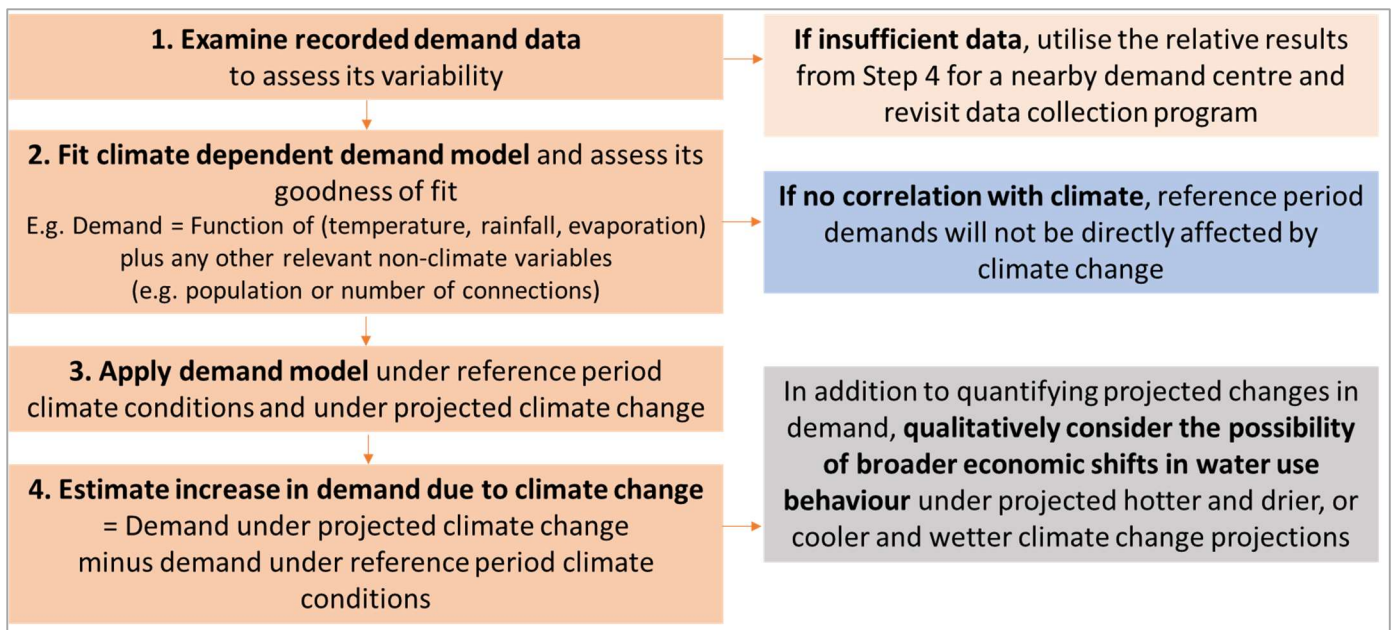 1. Examine recorded demand data
to assess its variability
If insufficient data, utilise the relative results
from Step 4 for a nearby demand centre and
revisit data collection program
2. Fit climate dependent demand model and assess its
goodness of fit
E.g. Demand = Function of (temperature, rainfall, evaporation)
plus any other relevant non-climate variables
(e.g. population or number of connections)
If no correlation with climate, reference period
demands will not be directly affected by
climate change
3. Apply demand model under reference period
climate conditions and under projected climate change
4. Estimate increase in demand due to climate change
= Demand under projected climate change
minus demand under reference period climate
conditions
In addition to quantifying projected changes in
demand, qualitatively consider the possibility
of broader economic shifts in water use
behaviour under projected hotter and drier, or
cooler and wetter climate change projections